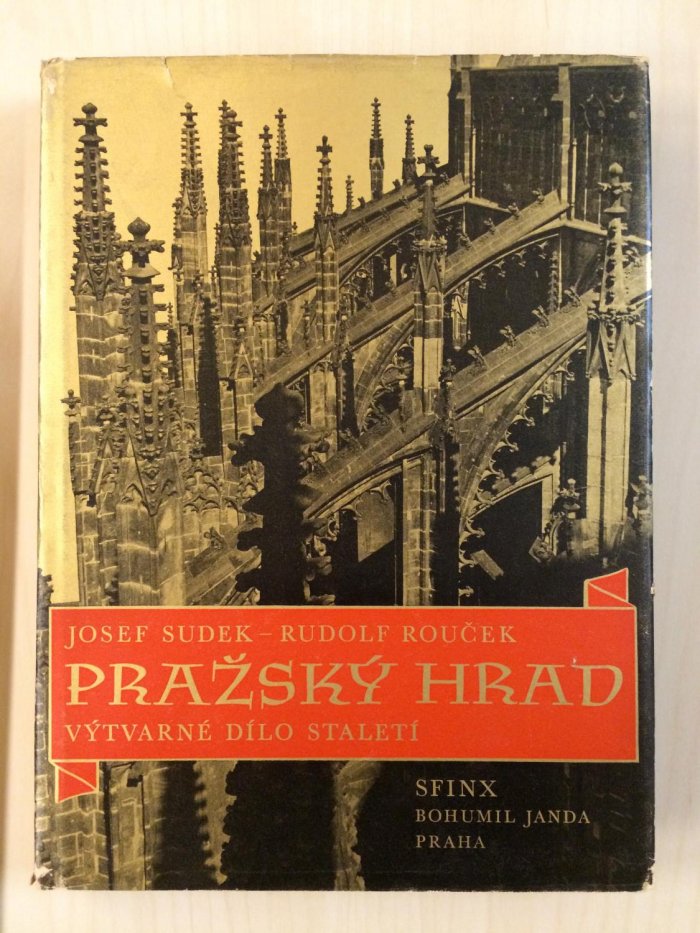 JOSEF SUDEK – RUDOLF ROUČEK
PRAŽSKÝ HRAD
VÝTVARNÉ DÍLO STALETÍ
SFINX
BOHUMIL JANDA
PRAHA